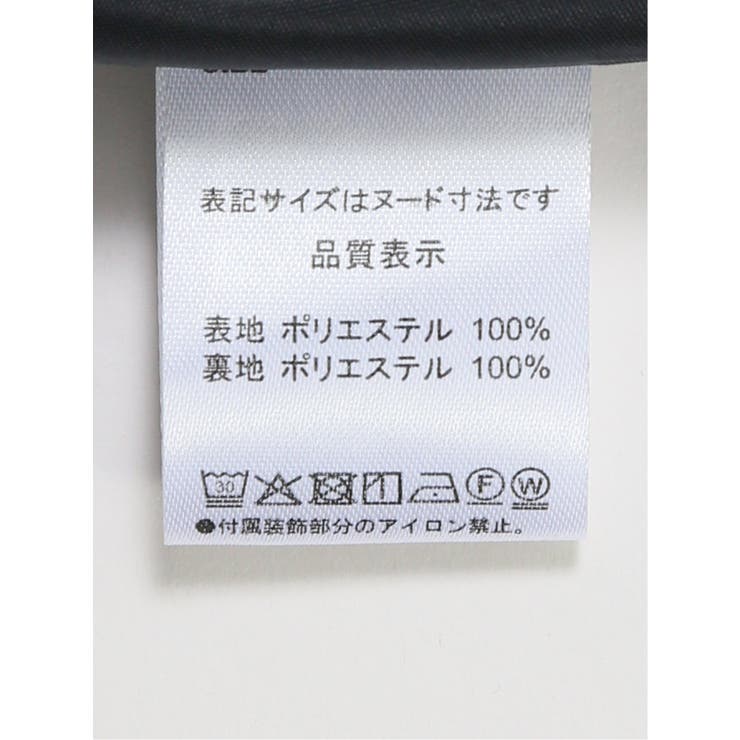 表記サイズはヌード寸法です
品質表示
表地 ポリエステル 100%
裏地 ポリエステル 100%
30 F W
●付属装飾部分のアイロン禁止。